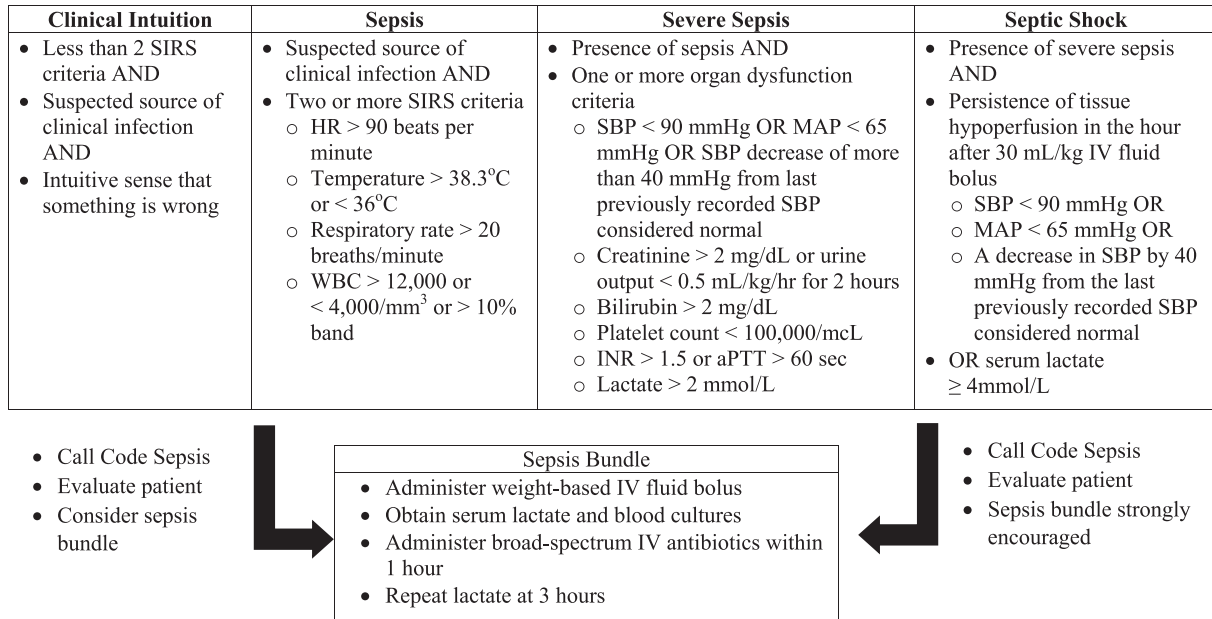 Clinical Intuition
• Less than 2 SIRS
criteria AND
• Suspected source of
clinical infection
AND
• Intuitive sense that
something is wrong
Sepsis
• Suspected source of
clinical infection AND
• Two or more SIRS criteria
o HR > 90 beats per
minute
o Temperature > 38.3°C
or < 36°C
o Respiratory rate > 20
breaths/minute
o WBC > 12,000 or
< 4,000/mm³ or > 10%
band
Severe Sepsis
• Presence of sepsis AND
• One or more organ dysfunction
criteria
o SBP < 90 mmHg OR MAP < 65
mmHg OR SBP decrease of more
than 40 mmHg from last
previously recorded SBP
considered normal
o Creatinine > 2 mg/dL or urine
output < 0.5 mL/kg/hr for 2 hours
o Bilirubin > 2 mg/dL
o Platelet count < 100,000/mcL
o INR > 1.5 or aPTT > 60 sec
o Lactate > 2 mmol/L
Septic Shock
• Presence of severe sepsis
AND
• Persistence of tissue
hypoperfusion in the hour
after 30 mL/kg IV fluid
bolus
o SBP < 90 mmHg OR
o MAP < 65 mmHg OR
o A decrease in SBP by 40
mmHg from the last
previously recorded SBP
considered normal
• OR serum lactate
≥ 4mmol/L
• Call Code Sepsis
• Evaluate patient
• Consider sepsis
bundle
Sepsis Bundle
• Administer weight-based IV fluid bolus
• Obtain serum lactate and blood cultures
• Administer broad-spectrum IV antibiotics within
1 hour
• Repeat lactate at 3 hours
• Call Code Sepsis
• Evaluate patient
• Sepsis bundle strongly
encouraged